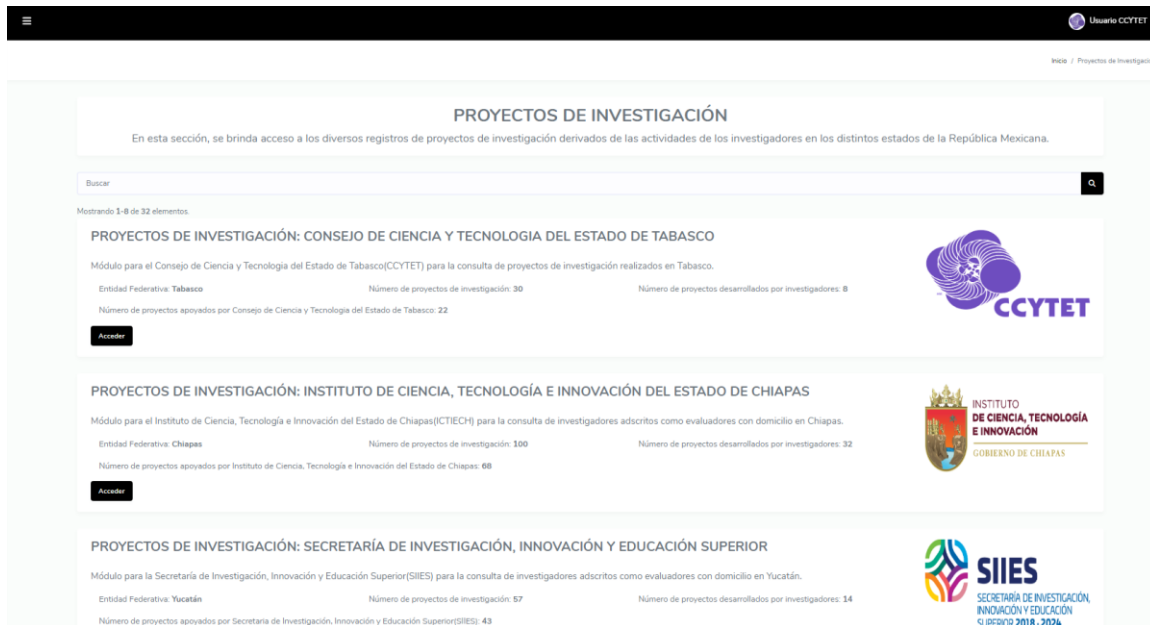 Usuario CCYTET
Inicio / Proyectos de Investigaci
PROYECTOS DE INVESTIGACIÓN
En esta sección, se brinda acceso a los diversos registros de proyectos de investigación derivados de las actividades de los investigadores en los distintos estados de la República Mexicana.
Buscar
Mostrando 1-8 de 32 elementos.
PROYECTOS DE INVESTIGACIÓN: CONSEJO DE CIENCIA Y TECNOLOGIA DEL ESTADO DE TABASCO
Módulo para el Consejo de Ciencia y Tecnologia del Estado de Tabasco(CCYTET) para la consulta de proyectos de investigación realizados en Tabasco.
Entidad Federativa: Tabasco Número de proyectos de investigación: 30 Número de proyectos desarrollados por investigadores: 8
Número de proyectos apoyados por Consejo de Ciencia y Tecnologia del Estado de Tabasco: 22
Acceder
CCYTET
PROYECTOS DE INVESTIGACIÓN: INSTITUTO DE CIENCIA, TECNOLOGÍA E INNOVACIÓN DEL ESTADO DE CHIAPAS
Módulo para el Instituto de Ciencia, Tecnología e Innovación del Estado de Chiapas(ICTIECH) para la consulta de investigadores adscritos como evaluadores con domicilio en Chiapas.
Entidad Federativa: Chiapas Número de proyectos de investigación: 100 Número de proyectos desarrollados por investigadores: 32
Número de proyectos apoyados por Instituto de Ciencia, Tecnología e Innovación del Estado de Chiapas: 68
Acceder
INSTITUTO
DE CIENCIA, TECNOLOGÍA
E INNOVACIÓN
GOBIERNO DE CHIAPAS
PROYECTOS DE INVESTIGACIÓN: SECRETARÍA DE INVESTIGACIÓN, INNOVACIÓN Y EDUCACIÓN SUPERIOR
Módulo para la Secretaría de Investigación, Innovación y Educación Superior(SIIES) para la consulta de investigadores adscritos como evaluadores con domicilio en Yucatán.
Entidad Federativa: Yucatán Número de proyectos de investigación: 57 Número de proyectos desarrollados por investigadores: 14
Número de proyectos apoyados por Secretaria de Investigación, Innovación y Educación Superior(SIIES): 43
SIIES
SECRETARÍA DE INVESTIGACIÓN,
INNOVACIÓN Y EDUCACIÓN
SUPERIOR 2018 - 2024